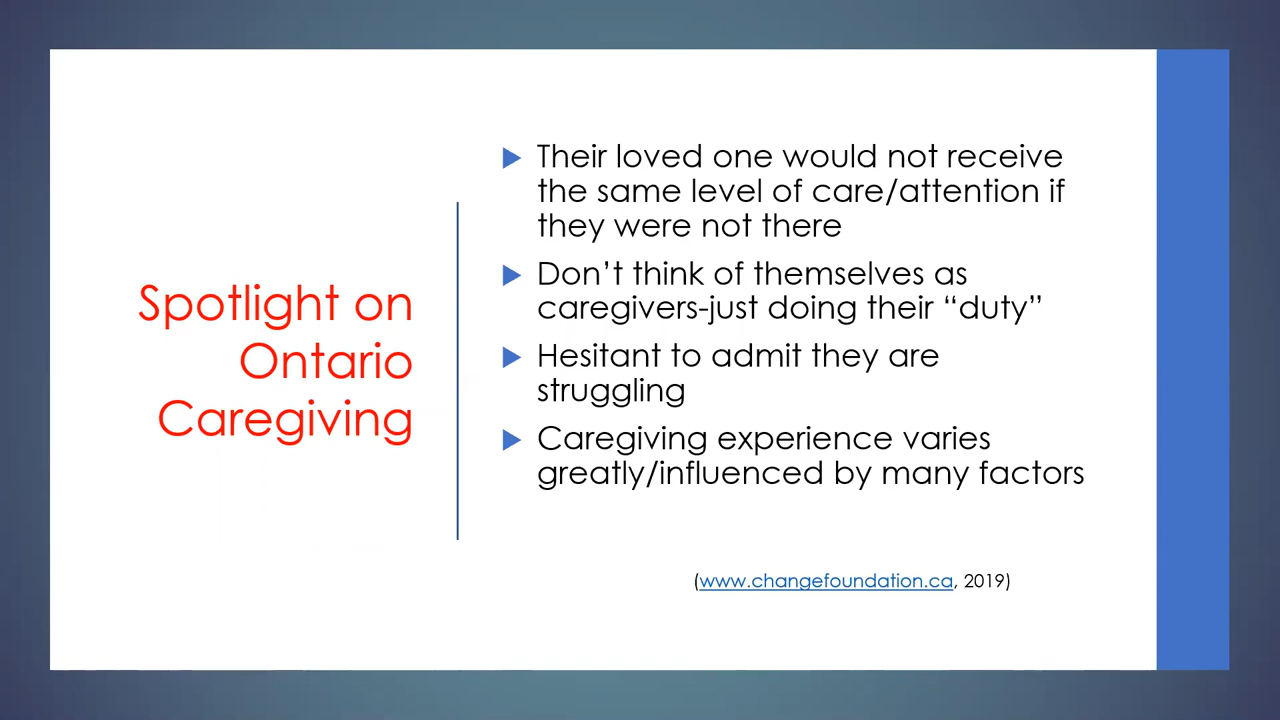 Spotlight on
Ontario
Caregiving
Their loved one would not receive
the same level of care/attention if
they were not there
Don’t think of themselves as
caregivers-just doing their “duty”
Hesitant to admit they are
struggling
Caregiving experience varies
greatly/influenced by many factors
(www.changefoundation.ca, 2019)